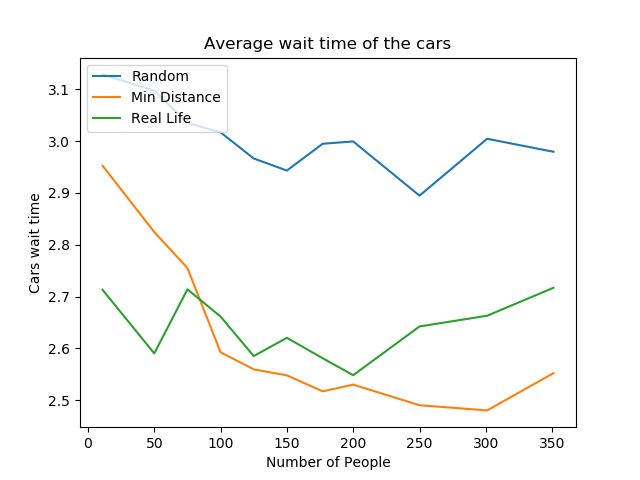 Average wait time of the cars
Random
Min Distance
Real Life
Cars wait time
3.1
3.0
2.9
2.8
2.7
2.6
2.5
0 50 100 150 200 250 300 350
Number of People